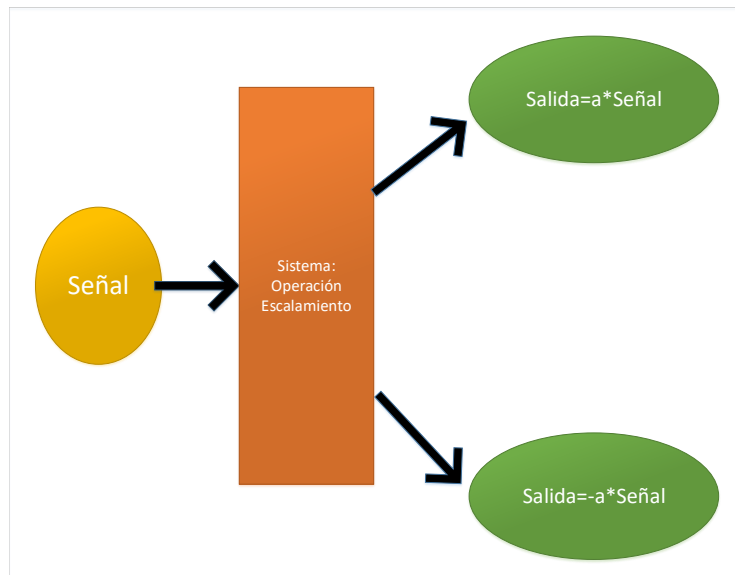 Salida=a*Señal
Señal
Sistema:
Operación
Escalamiento
Salida=-a*Señal